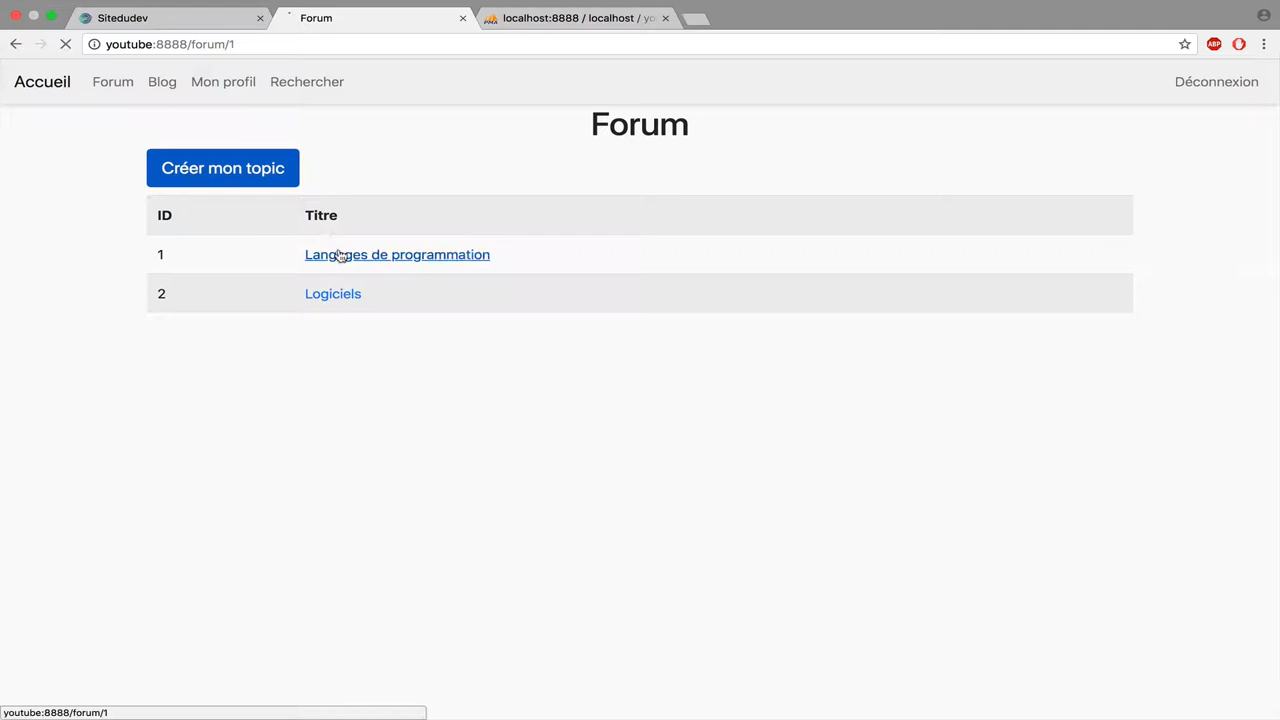 Sitedudev
Forum
localhost:8888 / localhost / yo
youtube:8888/forum/1
ABP
Accueil Forum Blog Mon profil Rechercher Déconnexion
Forum
Créer mon topic
ID Titre
1 Langages de programmation
2 Logiciels
youtube:8888/forum/1